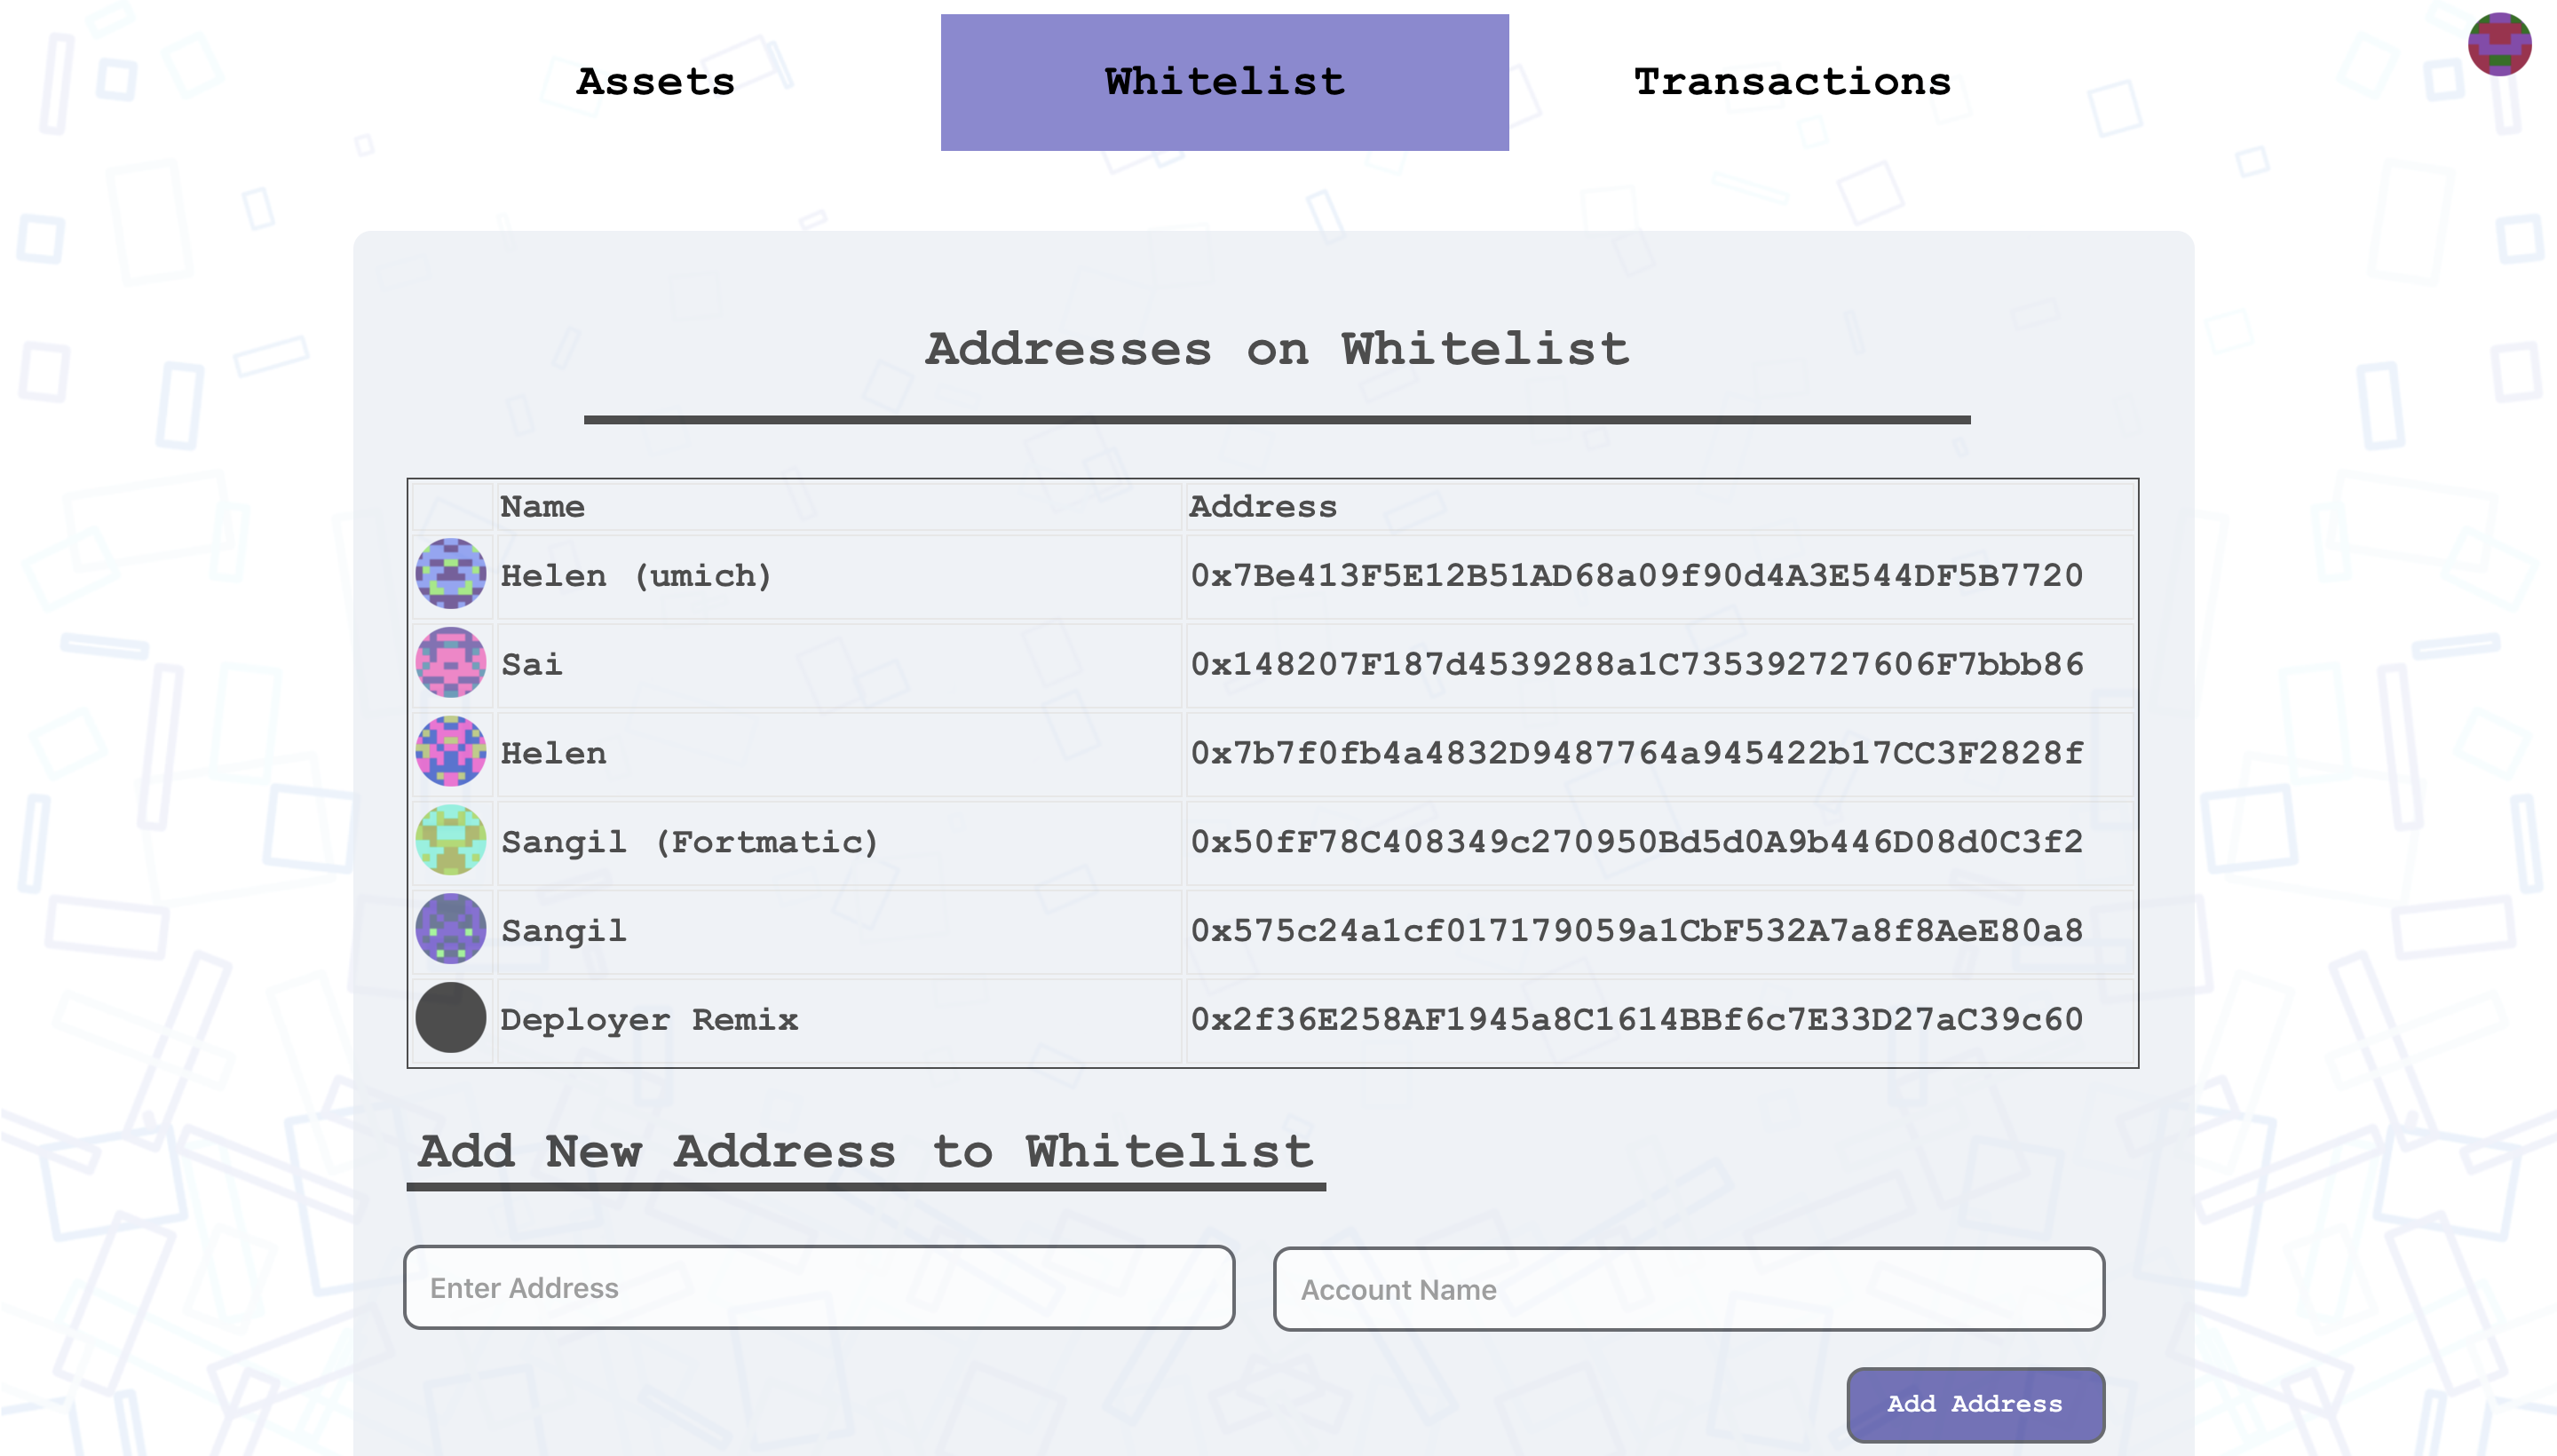 Assets Whitelist Transactions
Addresses on Whitelist
Name Address
Helen (umich) 0x7Be413F5E12B51AD68a09f90d4A3E544DF5B7720
Sai 0x148207F187d4539288a1C735392727606F7bbb86
Helen 0x7b7f0fb4a4832D9487764a945422b17CC3F2828f
Sangil (Fortmatic) 0x50fF78C408349c270950Bd5d0A9b446D08d0C3f2
Sangil 0x575c24a1cf017179059a1CbF532A7a8f8AeE80a8
Deployer Remix 0x2f36E258AF1945a8C1614BBf6c7E33D27aC39c60
Add New Address to Whitelist
Enter Address Account Name
Add Address